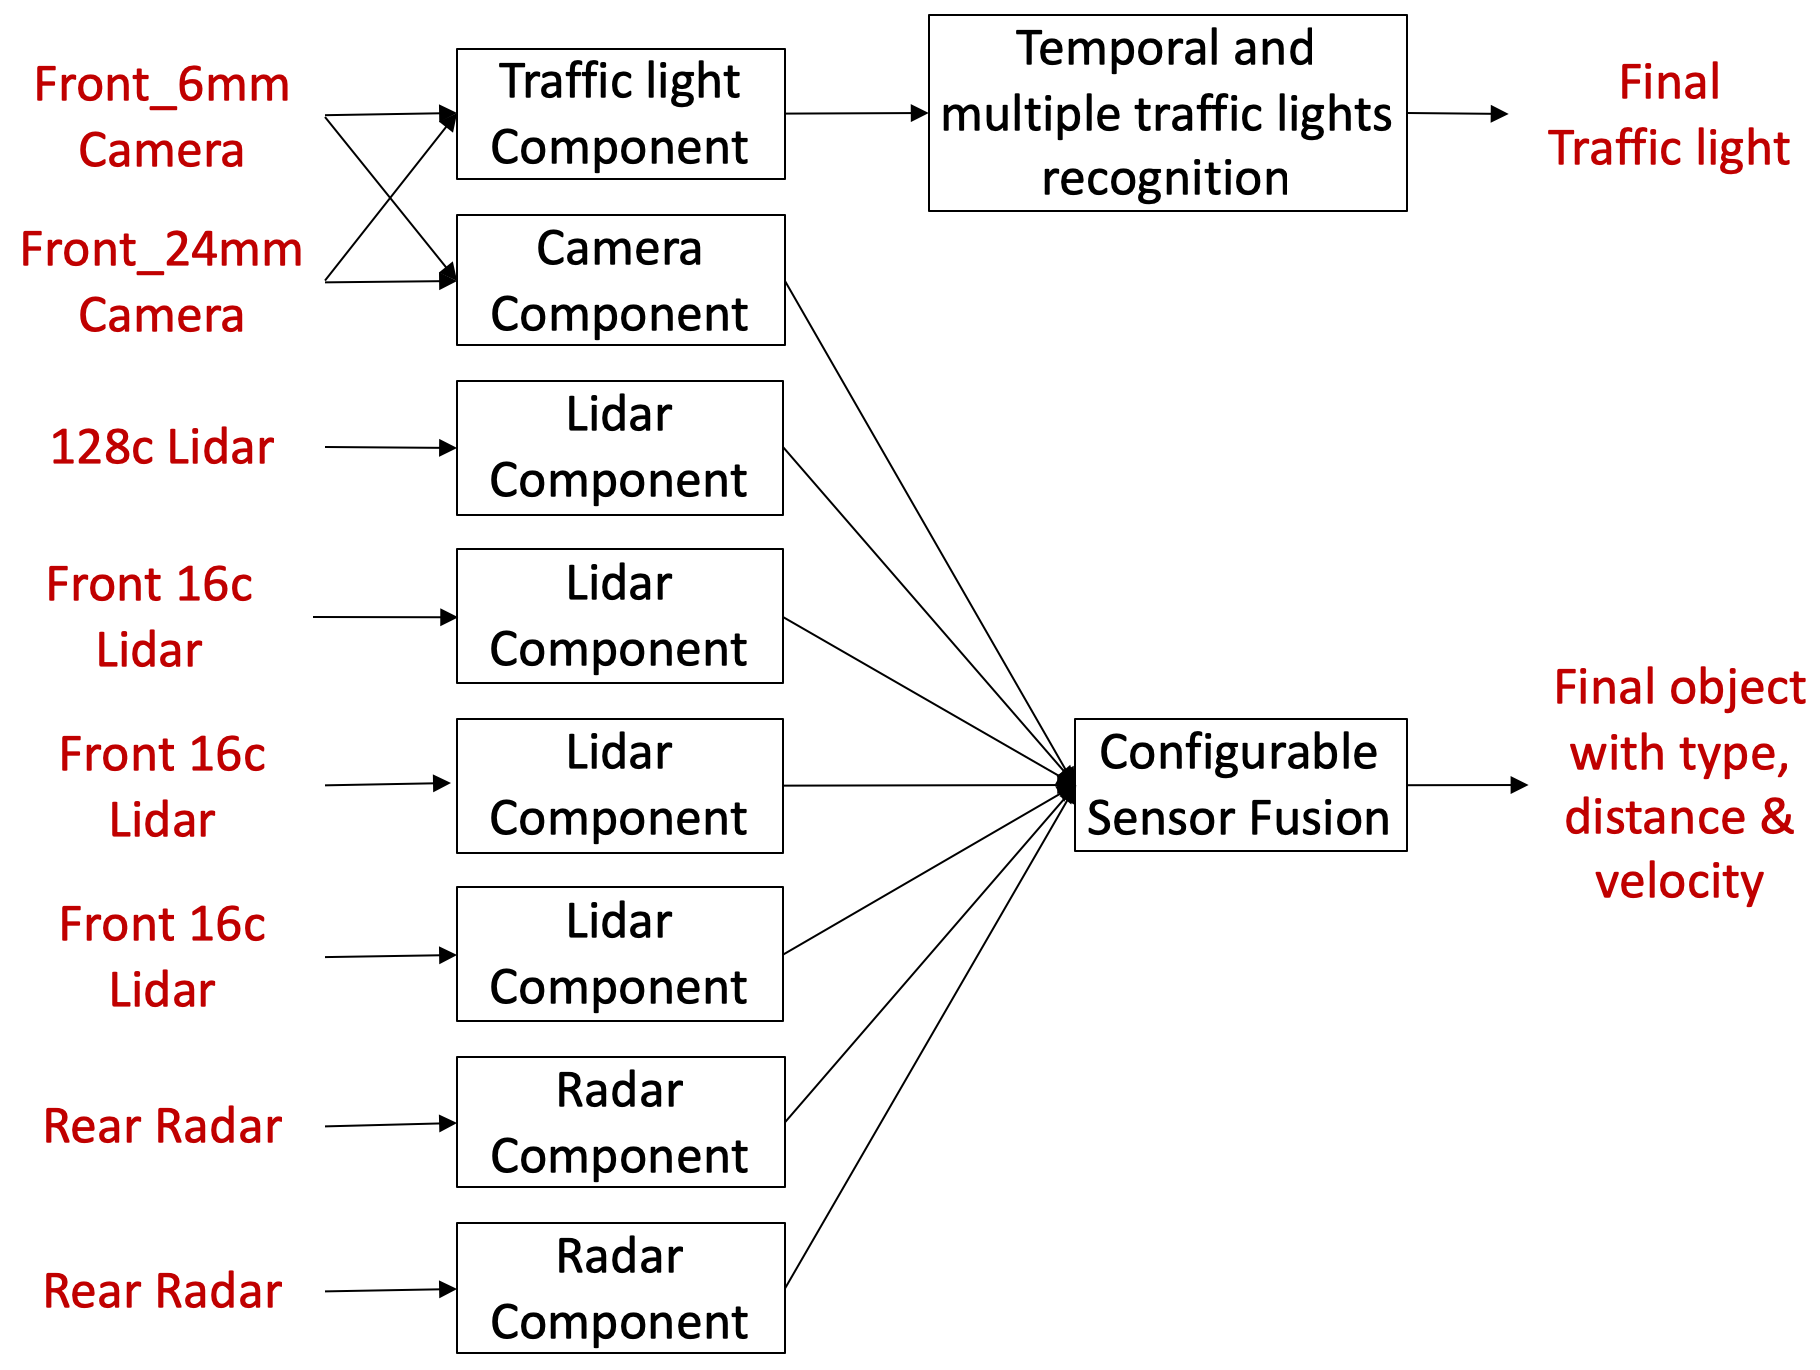 Front_6mm
Camera
Traffic light
Component
Temporal and
multiple traffic lights
recognition
Final
Traffic light
Front_24mm
Camera
Camera
Component
128c Lidar
Lidar
Component
Front 16c
Lidar
Lidar
Component
Front 16c
Lidar
Lidar
Component
Configurable
Sensor Fusion
Final object
with type,
distance &
velocity
Front 16c
Lidar
Lidar
Component
Rear Radar
Radar
Component
Rear Radar
Radar
Component